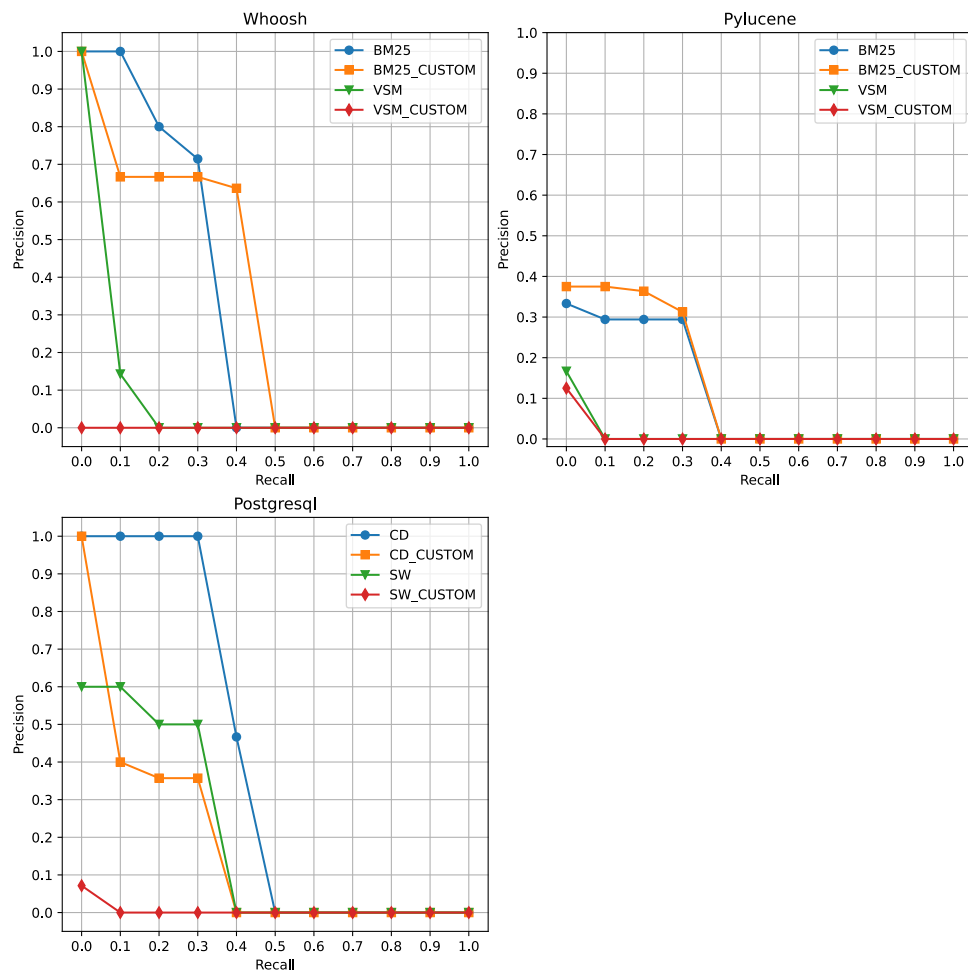 Whoosh
Precision
1.0
0.9
0.8
0.7
0.6
0.5
0.4
0.3
0.2
0.1
0.0
BM25
BM25_CUSTOM
VSM
VSM_CUSTOM
0.0 0.1 0.2 0.3 0.4 0.5 0.6 0.7 0.8 0.9 1.0
Recall
Pylucene
Precision
1.0
0.9
0.8
0.7
0.6
0.5
0.4
0.3
0.2
0.1
0.0
BM25
BM25_CUSTOM
VSM
VSM_CUSTOM
0.0 0.1 0.2 0.3 0.4 0.5 0.6 0.7 0.8 0.9 1.0
Recall
Postgresql
Precision
1.0
0.9
0.8
0.7
0.6
0.5
0.4
0.3
0.2
0.1
0.0
CD
CD_CUSTOM
SW
SW_CUSTOM
0.0 0.1 0.2 0.3 0.4 0.5 0.6 0.7 0.8 0.9 1.0
Recall